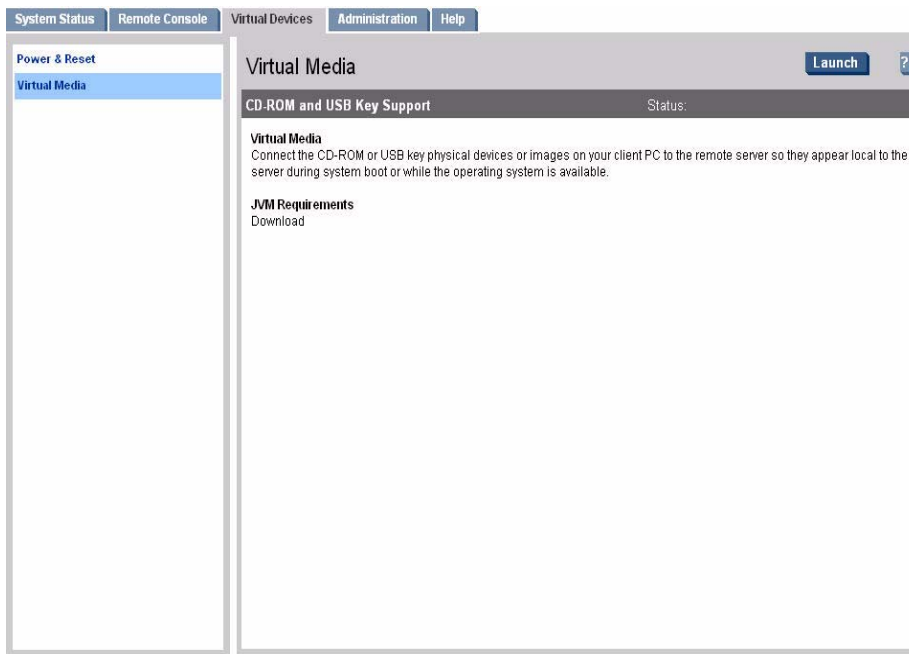 System Status Remote Console Virtual Devices Administration Help
Power & Reset
Virtual Media
Virtual Media Launch ?
CD-ROM and USB Key Support Status:
Virtual Media
Connect the CD-ROM or USB key physical devices or images on your client PC to the remote server so they appear local to the
server during system boot or while the operating system is available.
JVM Requirements
Download